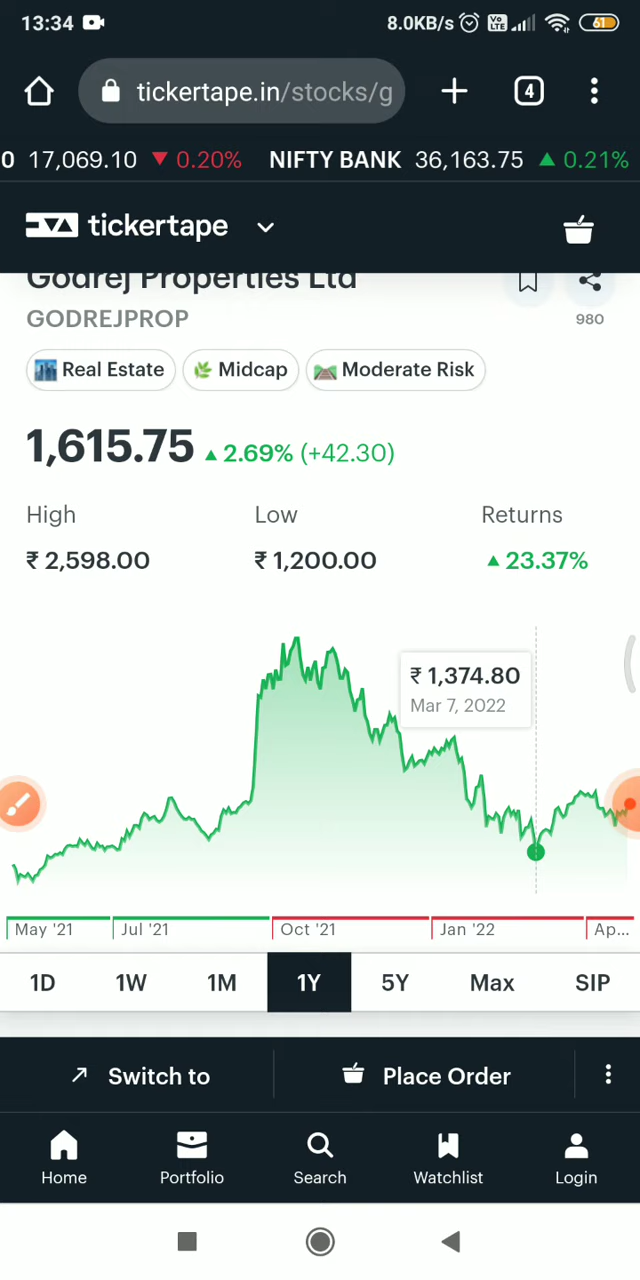 13:34 8.0KB/s Vo LTE 61
tickertape.in/stocks/g 4
0 17,069.10 ▼ 0.20% NIFTY BANK 36,163.75 ▲ 0.21%
tickertape
Godrej Properties Ltd
GODREJPROP 980
Real Estate Midcap Moderate Risk
1,615.75 ▲ 2.69% (+42.30)
High Low Returns
₹ 2,598.00 ₹ 1,200.00 ▲ 23.37%
₹ 1,374.80
Mar 7, 2022
May '21 Jul '21 Oct '21 Jan '22 Ap...
1D 1W 1M 1Y 5Y Max SIP
Switch to Place Order
Home Portfolio Search Watchlist Login